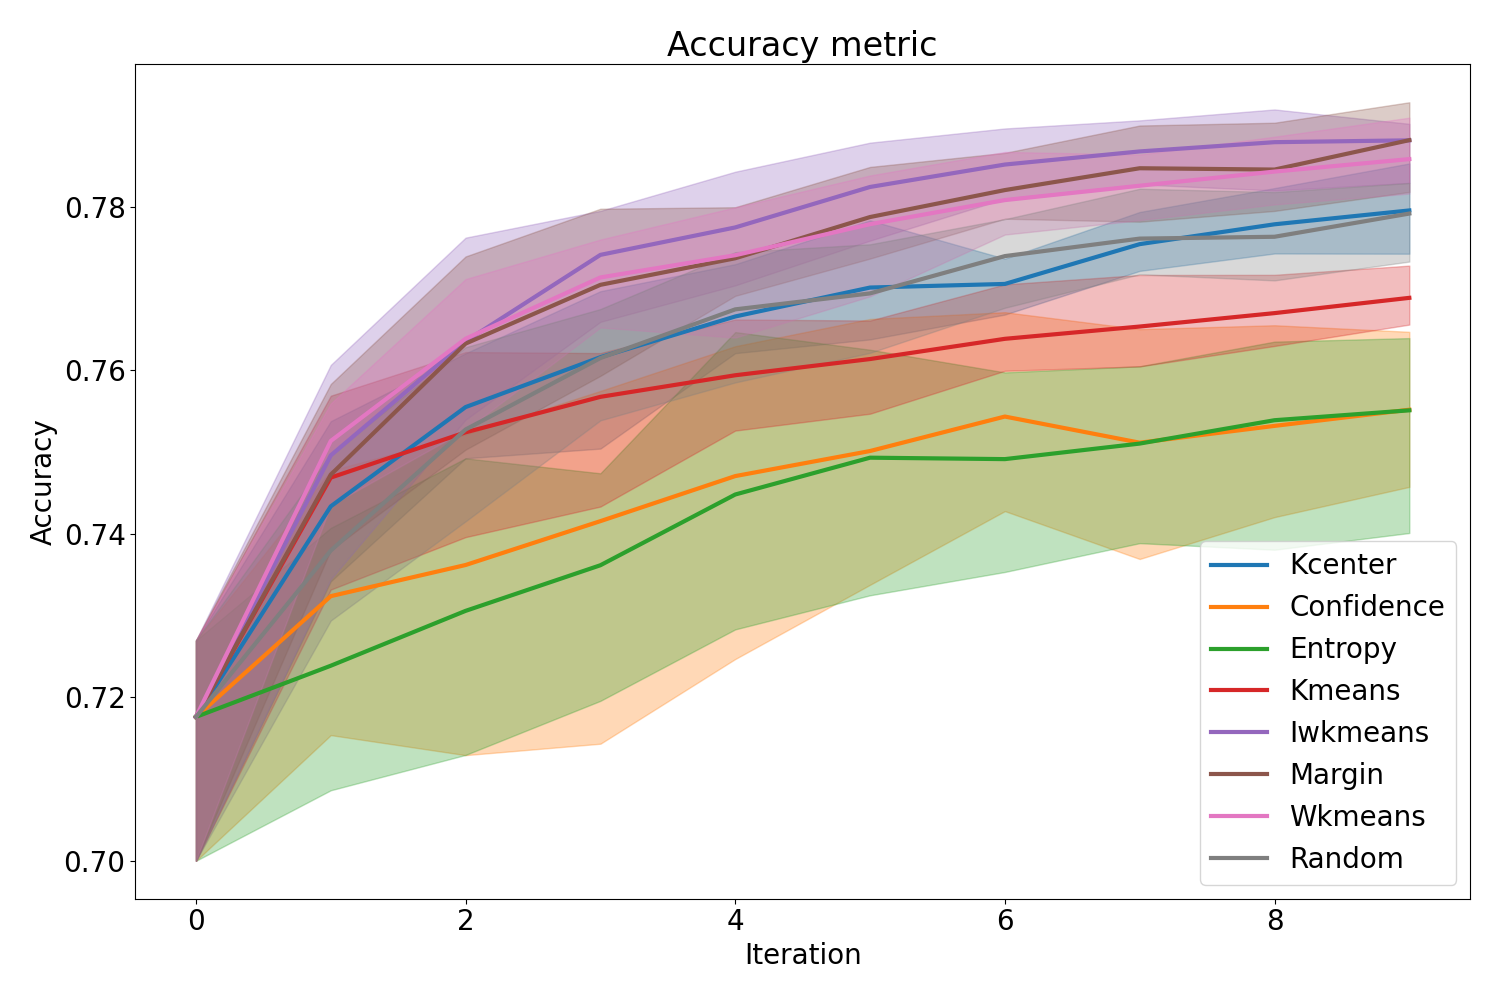 Accuracy metric
0.78
0.76
0.74
0.72
0.70
Accuracy
0 2 4 6 8
Iteration
Kcenter
Confidence
Entropy
Kmeans
Iwkmeans
Margin
Wkmeans
Random